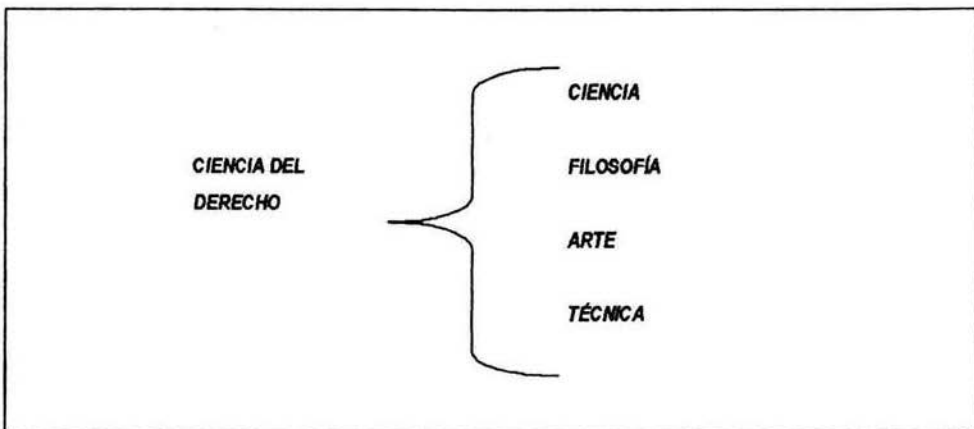 CIENCIA DEL
DERECHO
CIENCIA
FILOSOFÍA
ARTE
TÉCNICA